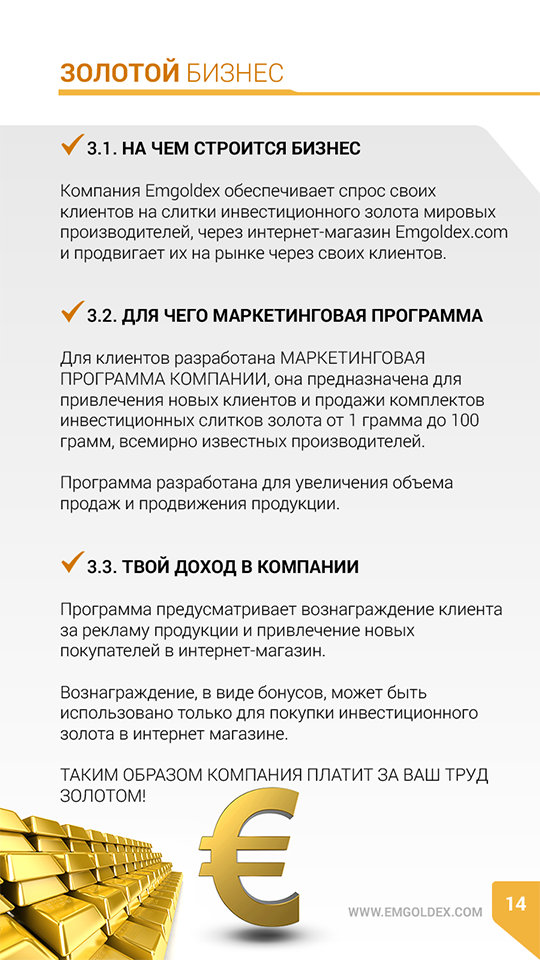 ЗОЛОТОЙ БИЗНЕС
3.1. НА ЧЕМ СТРОИТСЯ БИЗНЕС
Компания Emgoldex обеспечивает спрос своих
клиентов на слитки инвестиционного золота мировых
производителей, через интернет-магазин Emgoldex.com
и продвигает их на рынке через своих клиентов.
3.2. ДЛЯ ЧЕГО МАРКЕТИНГОВАЯ ПРОГРАММА
Для клиентов разработана МАРКЕТИНГОВАЯ
ПРОГРАММА КОМПАНИИ, она предназначена для
привлечения новых клиентов и продажи комплектов
инвестиционных слитков золота от 1 грамма до 100
грамм, всемирно известных производителей.
Программа разработана для увеличения объема
продаж и продвижения продукции.
3.3. ТВОЙ ДОХОД В КОМПАНИИ
Программа предусматривает вознаграждение клиента
за рекламу продукции и привлечение новых
покупателей в интернет-магазин.
Вознаграждение, в виде бонусов, может быть
использовано только для покупки инвестиционного
золота в интернет магазине.
ТАКИМ ОБРАЗОМ КОМПАНИЯ ПЛАТИТ ЗА ВАШ ТРУД
ЗОЛОТОМ!
€
WWW.EMGOLDEX.COM
14